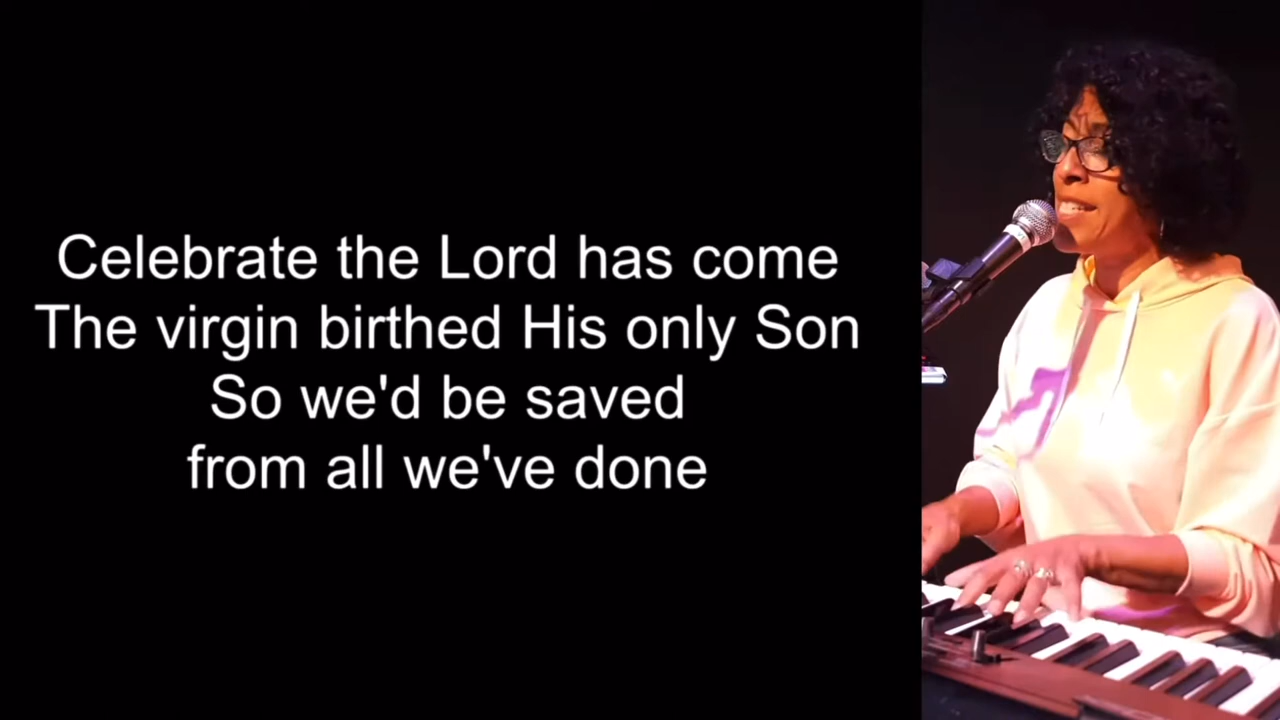 Celebrate the Lord has come
The virgin birthed His only Son
So we'd be saved
from all we've done